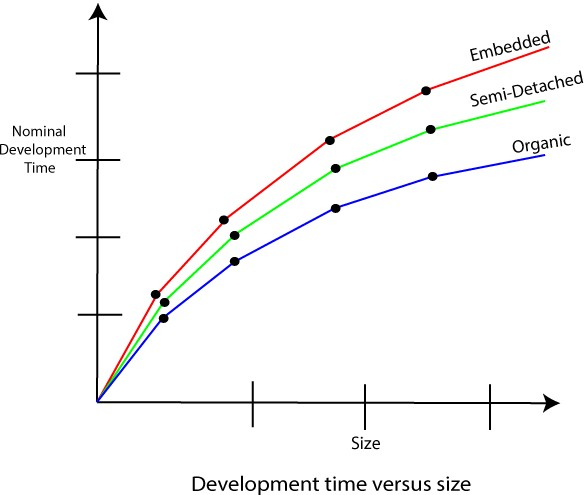 Embedded
Semi-Detached
Organic
Nominal
Development
Time
Size
Development time versus size